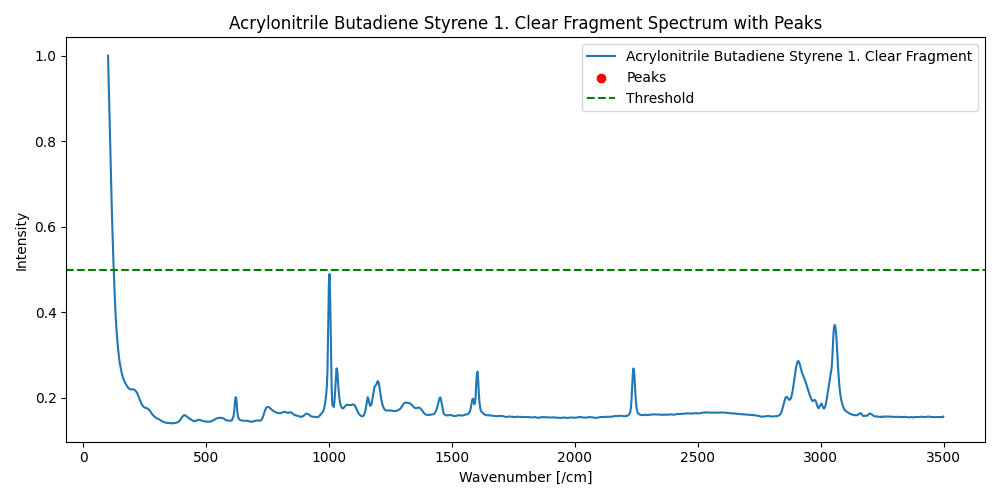 Acrylonitrile Butadiene Styrene 1. Clear Fragment Spectrum with Peaks
Acrylonitrile Butadiene Styrene 1. Clear Fragment
Peaks
Threshold
Intensity
1.0
0.8
0.6
0.4
0.2
0 500 1000 1500 2000 2500 3000 3500
Wavenumber [/cm]